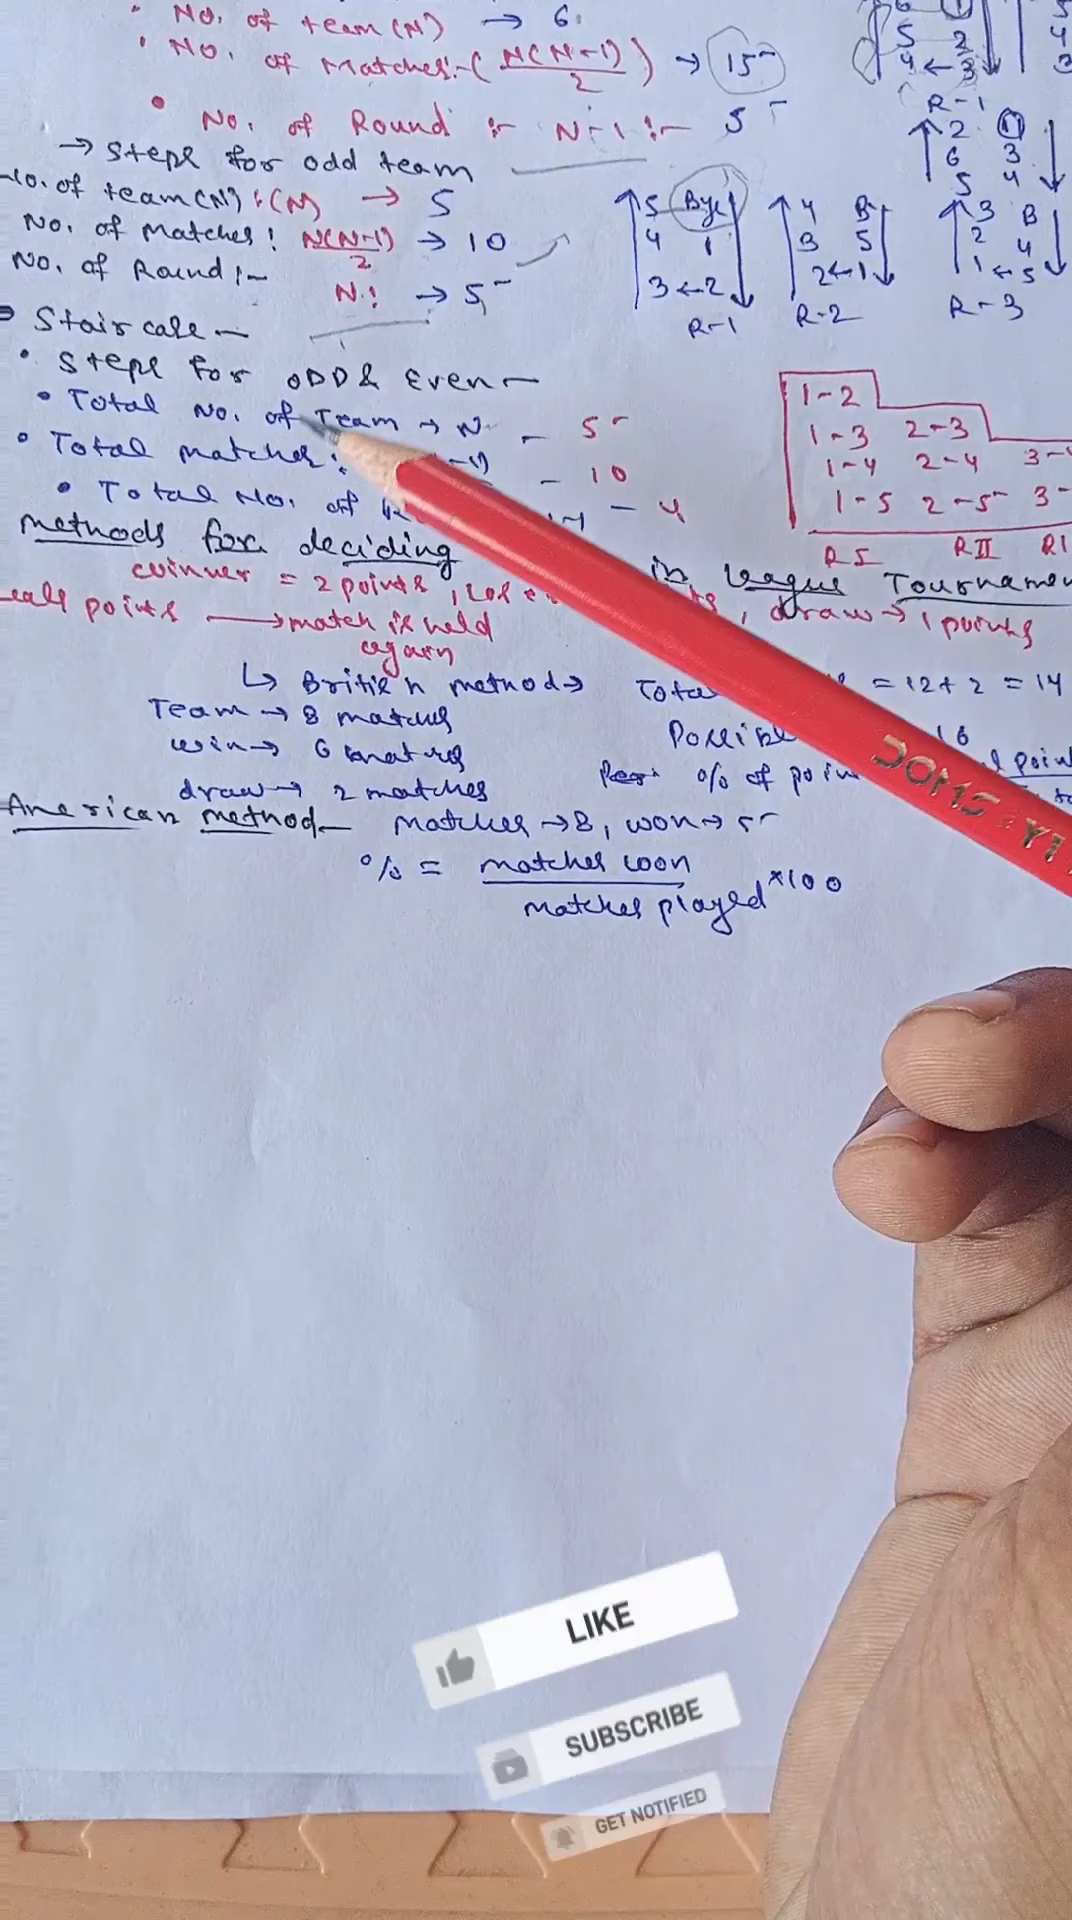 • No. of team (N) → 6.
• No. of Matches:- (N(N-1)/2) → 15
• No. of Round :- N-1 :- 5
→ Steps for odd team
No. of team(N): (N) → 5
No. of Matches: N(N-1)/2 → 10
No. of Round :- N: → 5
5 Bye
4 1
3 ← 2
R-1
4 B
3 5
2 ← 1
R-2
3 B
2 4
1 ← 5
R-3
5 2
4 ← 3
R-1
2 1
6 3
5 4
Stair case -
• Steps for ODD & Even -
• Total No. of Team → N - 5
• Total matches: - 10
• Total No. of - 4
1-2
1-3 2-3
1-4 2-4 3-
1-5 2-5 3-
R I R II
methods for deciding in League
winner = 2 points, draw → 1 points
points → match is held again
↳ British method → = 12 + 2 = 14
Team → 8 matches
win → 6 matches 16
draw → 2 matches % of
American method - matches → 8, won → 5
% = matches won / matches played × 100
DOMS
LIKE
SUBSCRIBE
GET NOTIFIED